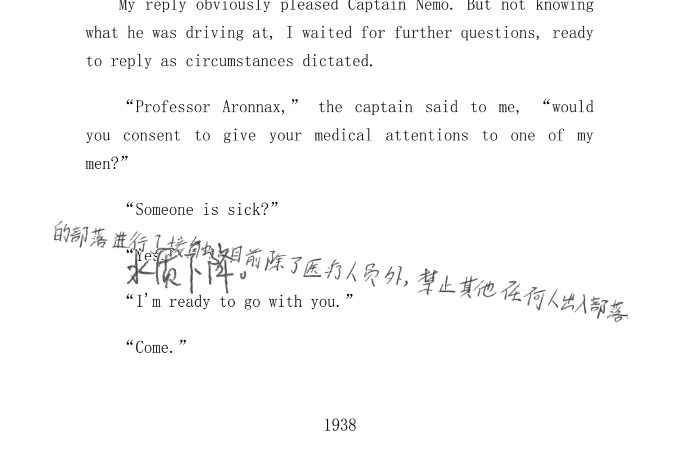 My reply obviously pleased Captain Nemo. But not knowing
what he was driving at, I waited for further questions, ready
to reply as circumstances dictated.
“Professor Aronnax,” the captain said to me, “would
you consent to give your medical attentions to one of my
men?”
“Someone is sick?”
的部落进行了接触,目前除了医疗人员外,禁止其他任何人出入部落
“Yes.
水质下降。
“I'm ready to go with you.”
“Come.”
1938